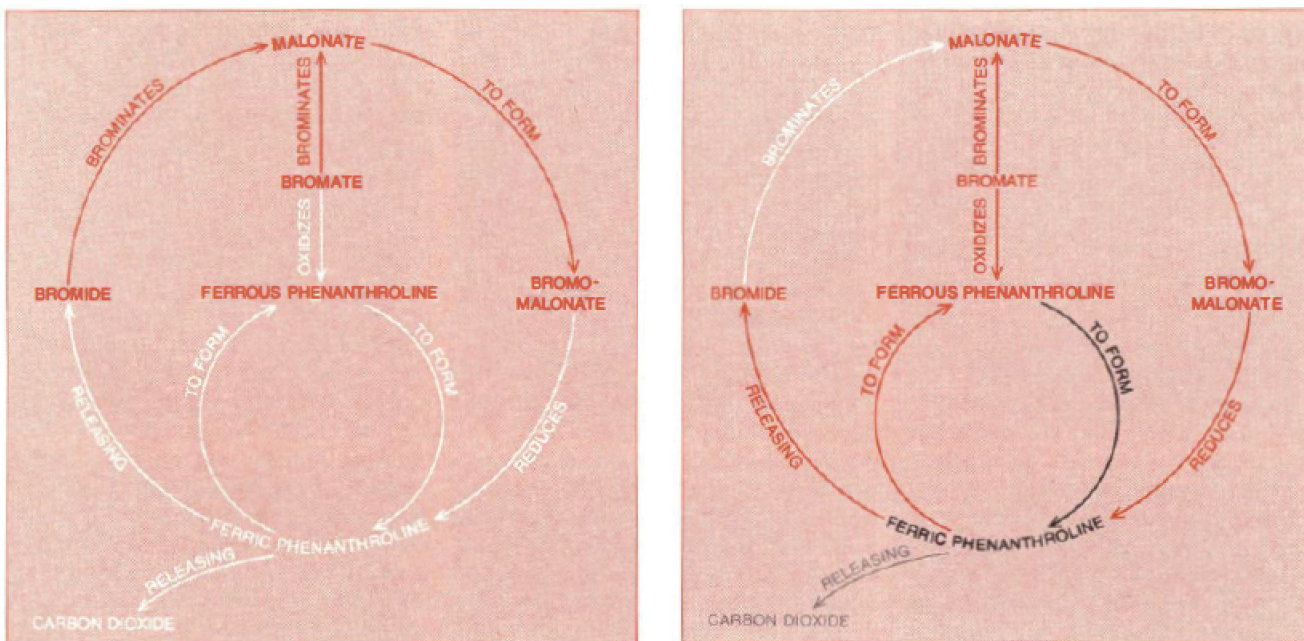 MALONATE
BROMINATES
TO FORM
BROMINATES
BROMATE
OXIDIZES
BROMIDE
FERROUS PHENANTHROLINE
BROMO-
MALONATE
TO FORM
TO FORM
RELEASING
REDUCES
FERRIC PHENANTHROLINE
RELEASING
CARBON DIOXIDE
MALONATE
BROMINATES
TO FORM
BROMINATES
BROMATE
OXIDIZES
BROMIDE
FERROUS PHENANTHROLINE
BROMO-
MALONATE
TO FORM
TO FORM
RELEASING
REDUCES
FERRIC PHENANTHROLINE
RELEASING
CARBON DIOXIDE